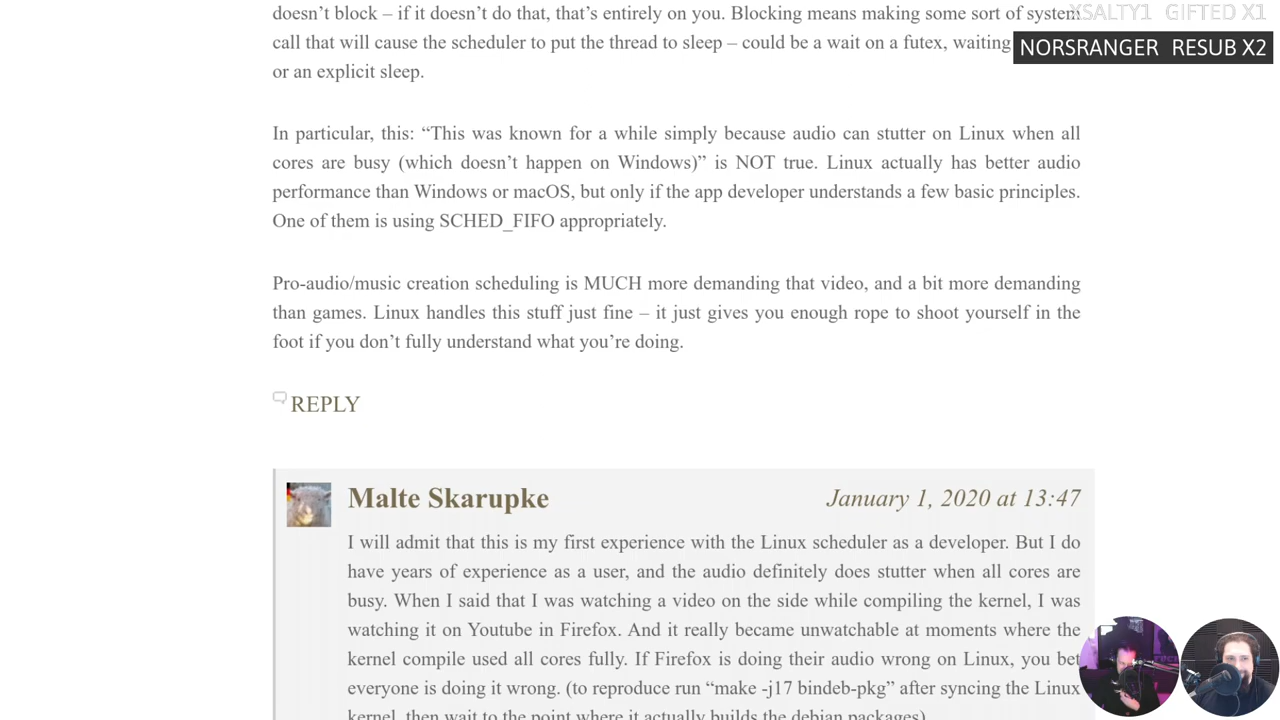 doesn’t block – if it doesn’t do that, that’s entirely on you. Blocking means making some sort of system
XSALTY1 GIFTED X1
call that will cause the scheduler to put the thread to sleep – could be a wait on a futex, waiting
NORSRANGER RESUB X2
or an explicit sleep.
In particular, this: “This was known for a while simply because audio can stutter on Linux when all
cores are busy (which doesn’t happen on Windows)” is NOT true. Linux actually has better audio
performance than Windows or macOS, but only if the app developer understands a few basic principles.
One of them is using SCHED_FIFO appropriately.
Pro-audio/music creation scheduling is MUCH more demanding that video, and a bit more demanding
than games. Linux handles this stuff just fine – it just gives you enough rope to shoot yourself in the
foot if you don’t fully understand what you’re doing.
REPLY
Malte Skarupke
January 1, 2020 at 13:47
I will admit that this is my first experience with the Linux scheduler as a developer. But I do
have years of experience as a user, and the audio definitely does stutter when all cores are
busy. When I said that I was watching a video on the side while compiling the kernel, I was
watching it on Youtube in Firefox. And it really became unwatchable at moments where the
kernel compile used all cores fully. If Firefox is doing their audio wrong on Linux, you bet
everyone is doing it wrong. (to reproduce run “make -j17 bindeb-pkg” after syncing the Linux
kernel, then wait to the point where it actually builds the debian packages)